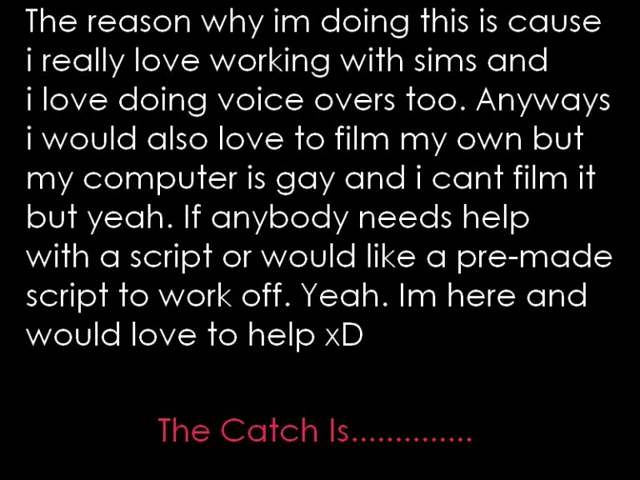 The reason why im doing this is cause
i really love working with sims and
i love doing voice overs too. Anyways
i would also love to film my own but
my computer is gay and i cant film it
but yeah. If anybody needs help
with a script or would like a pre-made
script to work off. Yeah. Im here and
would love to help xD
The Catch Is..............